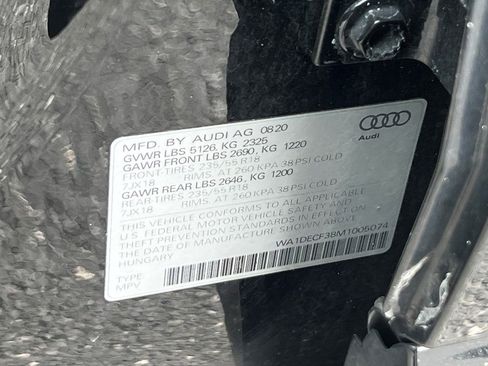 MFD. BY AUDI AG 08.20
GVWR LBS 5126, KG 2325
GAWR FRONT LBS 2690, KG 1220
FRONT-TIRES 235/55 R18
7JX18 RIMS, AT 260 KPA 38 PSI COLD
GAWR REAR LBS 2646, KG 1200
REAR-TIRES 235/55 R18
7JX18 RIMS, AT 260 KPA 38 PSI COLD
THIS VEHICLE CONFORMS TO ALL APPLICABLE
U.S. FEDERAL MOTOR VEHICLE SAFETY AND
THEFT PREVENTION STANDARDS IN EFFECT ON
THE DATE OF MANUFACTURE SHOWN ABOVE.
HUNGARY
WA1DECF38M1005074
TYPE
MPV
Audi